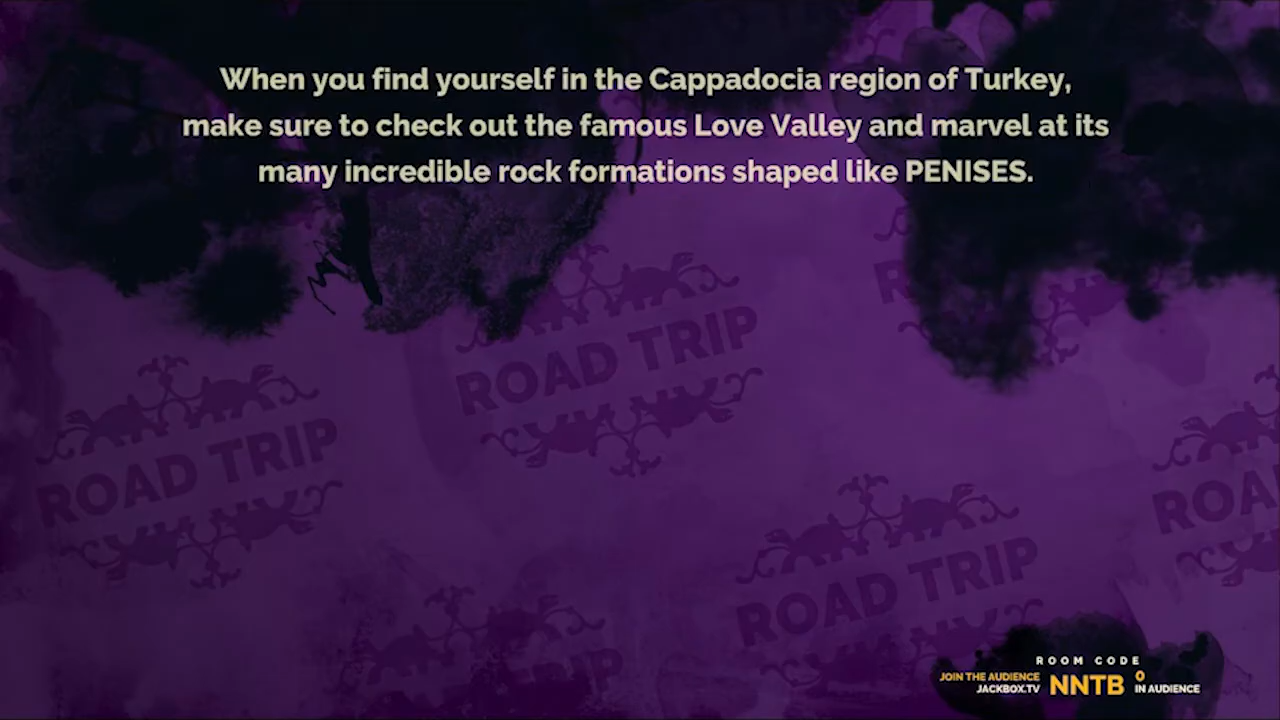 When you find yourself in the Cappadocia region of Turkey,
make sure to check out the famous Love Valley and marvel at its
many incredible rock formations shaped like PENISES.
ROAD TRIP
ROAD TRIP
ROAD TRIP
ROAD TRIP
ROOM CODE
JOIN THE AUDIENCE
JACKBOX.TV
NNTB
0
IN AUDIENCE